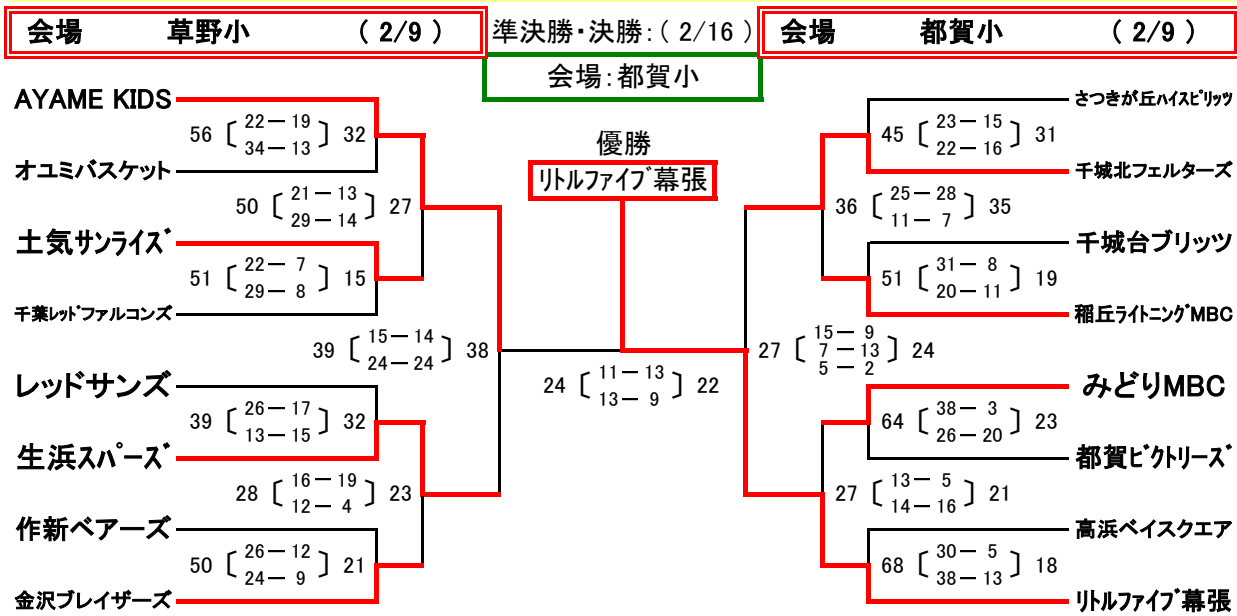 会場 草野小 ( 2/9 )
準決勝・決勝:( 2/16 )
会場 都賀小 ( 2/9 )
会場:都賀小
AYAME KIDS
56 〔 22－19 34－13 〕 32
オユミバスケット
50 〔 21－13 29－14 〕 27
土気サンライズ
51 〔 22－7 29－8 〕 15
千葉レッドファルコンズ
39 〔 15－14 24－24 〕 38
レッドサンズ
39 〔 26－17 13－15 〕 32
生浜スパーズ
28 〔 16－19 12－4 〕 23
作新ベアーズ
50 〔 26－12 24－9 〕 21
金沢ブレイザーズ
優勝
リトルファイブ幕張
24 〔 11－13 13－9 〕 22
さつきが丘ハイスピリッツ
45 〔 23－15 22－16 〕 31
千城北フェルターズ
36 〔 25－28 11－7 〕 35
千城台ブリッツ
51 〔 31－8 20－11 〕 19
稲丘ライトニングMBC
27 〔 15－9 7－13 5－2 〕 24
みどりMBC
64 〔 38－3 26－20 〕 23
都賀ビクトリーズ
27 〔 13－5 14－16 〕 21
高浜ベイスクエア
68 〔 30－5 38－13 〕 18
リトルファイブ幕張